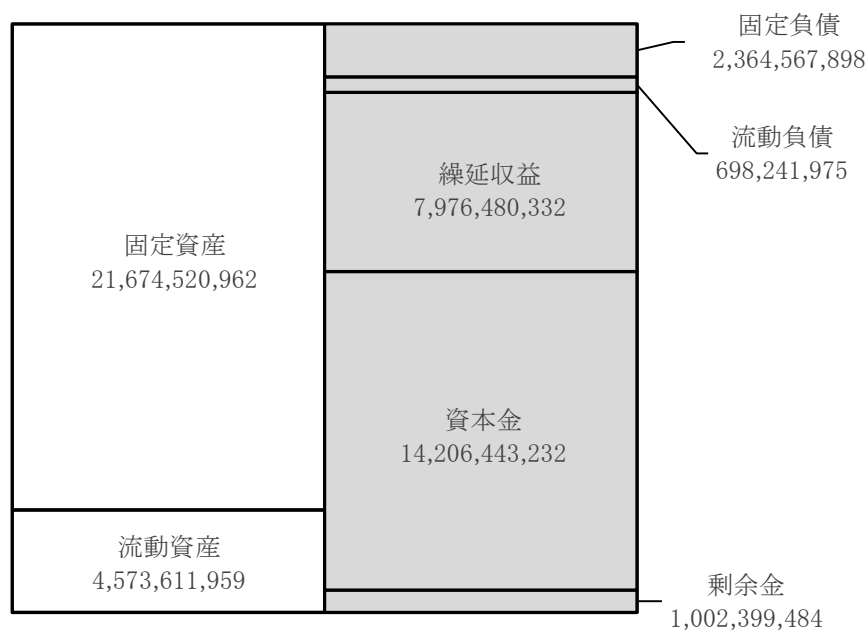 固定資産
21,674,520,962
流動資産
4,573,611,959
固定負債
2,364,567,898
流動負債
698,241,975
繰延収益
7,976,480,332
資本金
14,206,443,232
剰余金
1,002,399,484